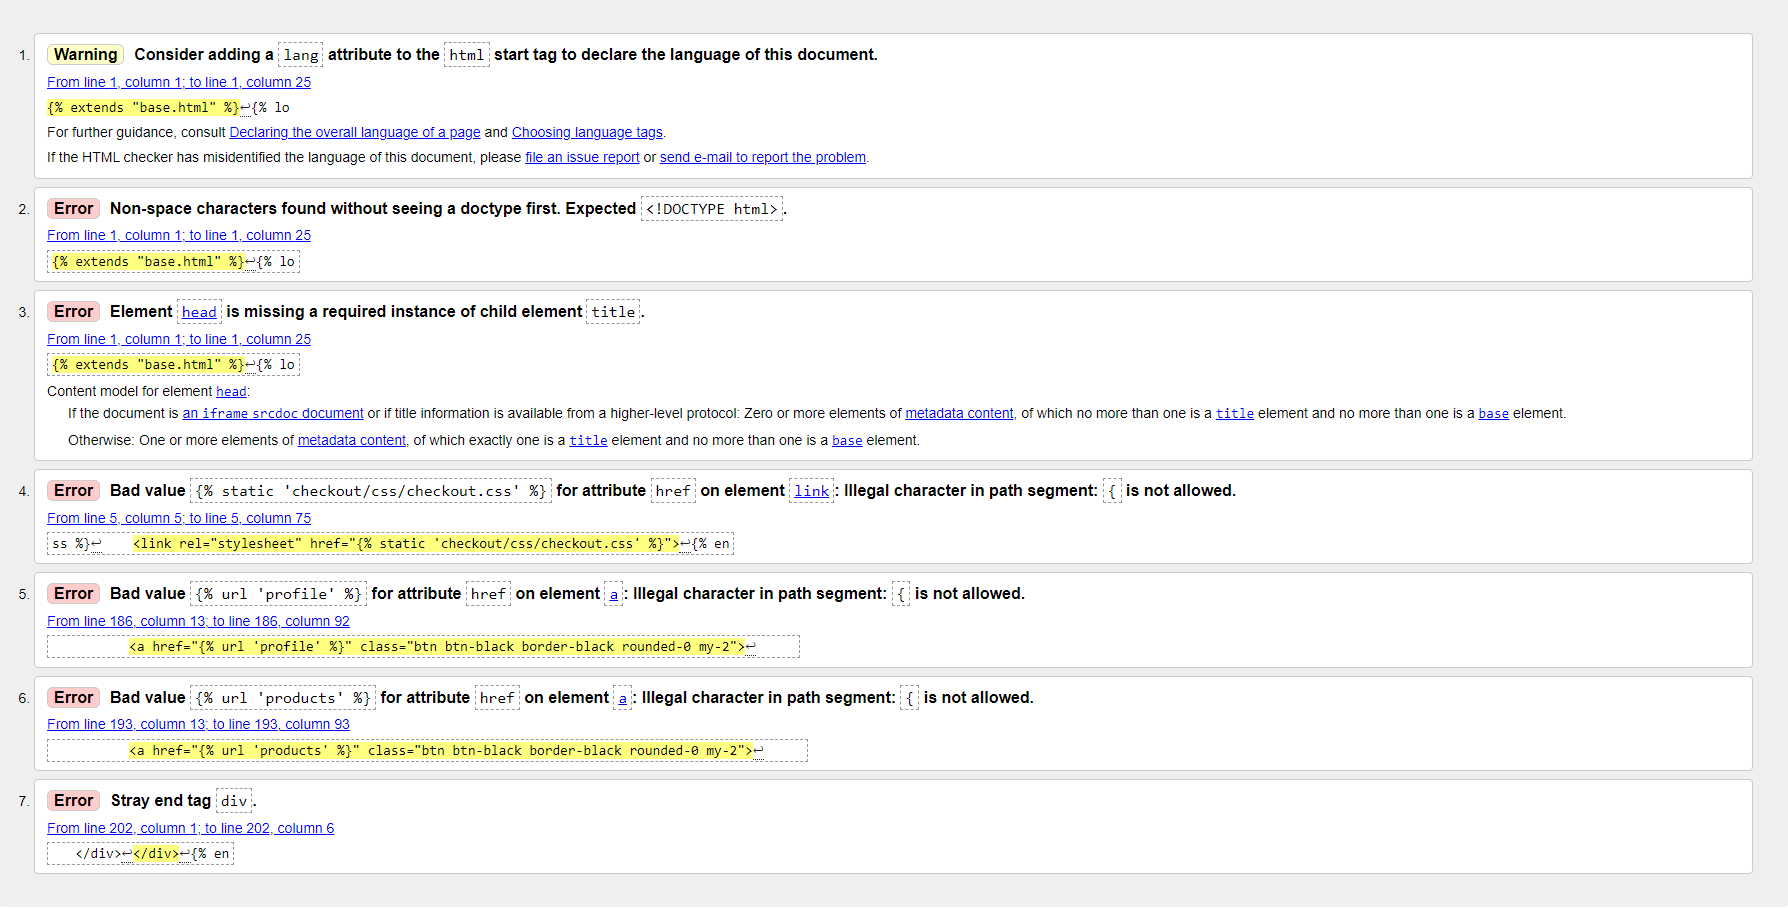 1. Warning Consider adding a lang attribute to the html start tag to declare the language of this document.
From line 1, column 1; to line 1, column 25
{% extends "base.html" %}↩{% lo
For further guidance, consult Declaring the overall language of a page and Choosing language tags.
If the HTML checker has misidentified the language of this document, please file an issue report or send e-mail to report the problem.
2. Error Non-space characters found without seeing a doctype first. Expected <!DOCTYPE html>.
From line 1, column 1; to line 1, column 25
{% extends "base.html" %}↩{% lo
3. Error Element head is missing a required instance of child element title.
From line 1, column 1; to line 1, column 25
{% extends "base.html" %}↩{% lo
Content model for element head:
If the document is an iframe srcdoc document or if title information is available from a higher-level protocol: Zero or more elements of metadata content, of which no more than one is a title element and no more than one is a base element.
Otherwise: One or more elements of metadata content, of which exactly one is a title element and no more than one is a base element.
4. Error Bad value {% static 'checkout/css/checkout.css' %} for attribute href on element link: Illegal character in path segment: { is not allowed.
From line 5, column 5; to line 5, column 75
ss %}↩    <link rel="stylesheet" href="{% static 'checkout/css/checkout.css' %}">↩{% en
5. Error Bad value {% url 'profile' %} for attribute href on element a: Illegal character in path segment: { is not allowed.
From line 186, column 13; to line 186, column 92
<a href="{% url 'profile' %}" class="btn btn-black border-black rounded-0 my-2">↩
6. Error Bad value {% url 'products' %} for attribute href on element a: Illegal character in path segment: { is not allowed.
From line 193, column 13; to line 193, column 93
<a href="{% url 'products' %}" class="btn btn-black border-black rounded-0 my-2">↩
7. Error Stray end tag div.
From line 202, column 1; to line 202, column 6
</div>↩</div>↩{% en